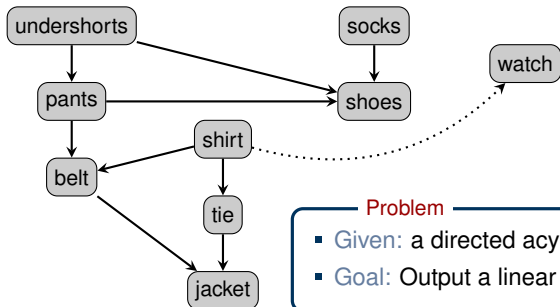 undershorts
socks
watch
pants
shoes
shirt
belt
tie
jacket
Problem
Given: a directed acy
Goal: Output a linear